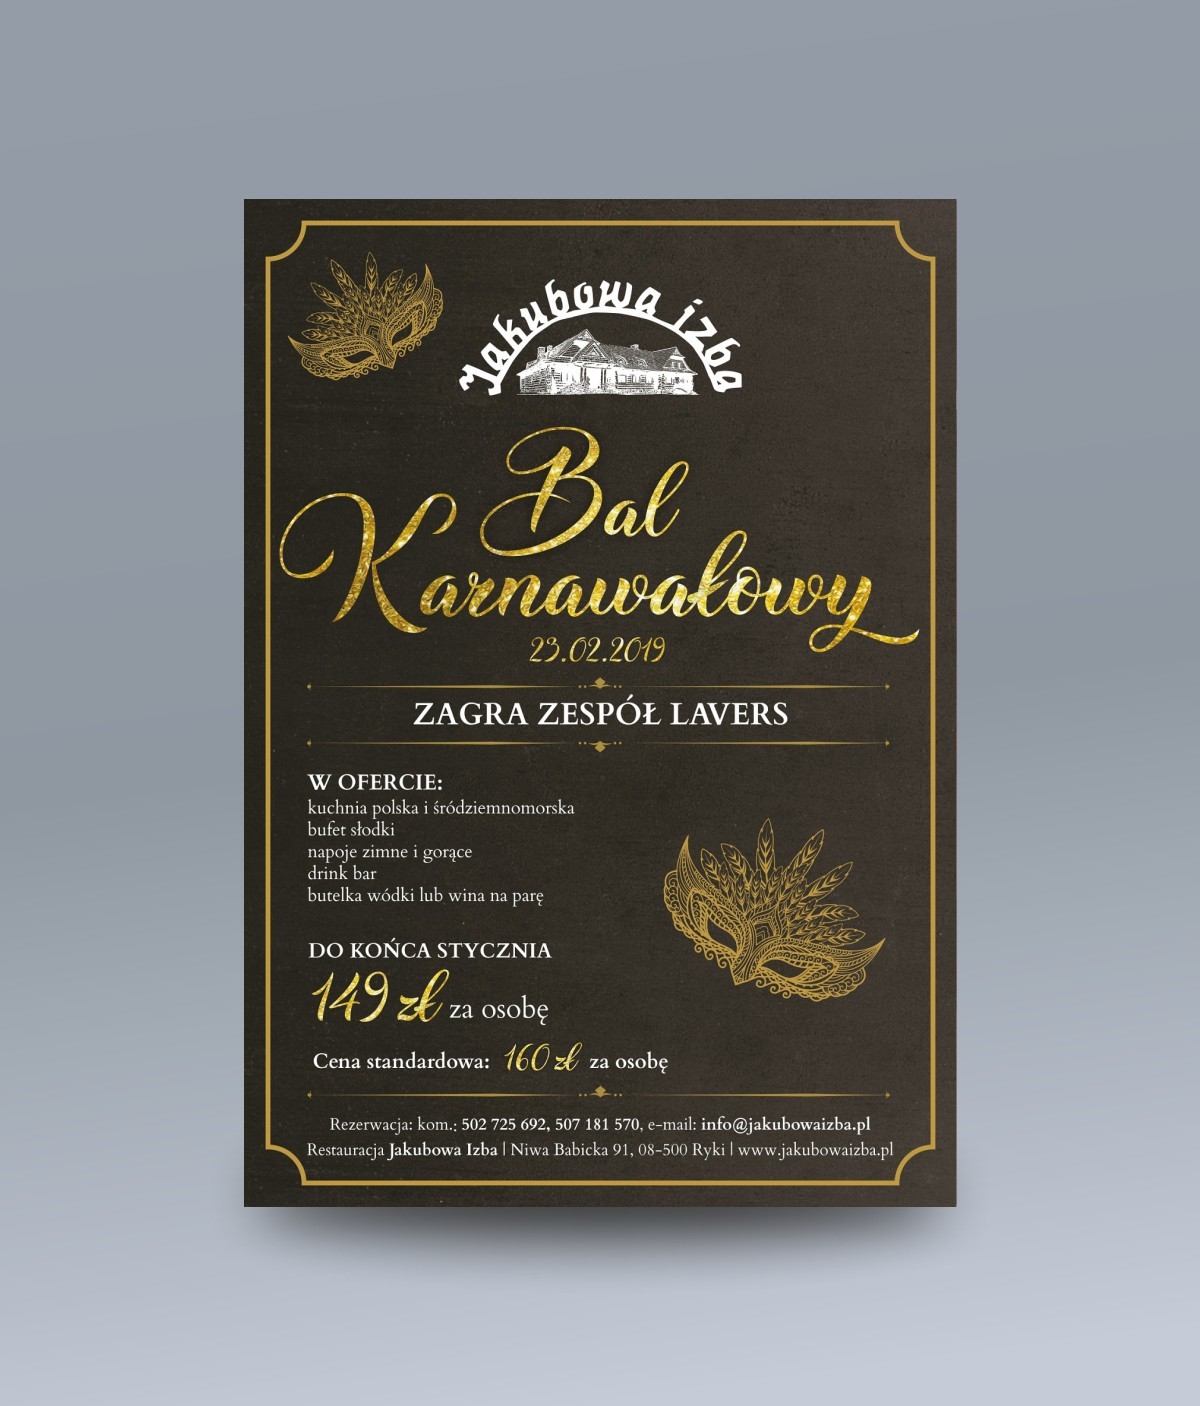 Jakubowa izba
Bal
Karnawałowy
23.02.2019
ZAGRA ZESPÓŁ LAVERS
W OFERCIE:
kuchnia polska i śródziemnomorska
bufet słodki
napoje zimne i gorące
drink bar
butelka wódki lub wina na parę
DO KOŃCA STYCZNIA
149 zł za osobę
Cena standardowa: 160 zł za osobę
Rezerwacja: kom.: 502 725 692, 507 181 570, e-mail: info@jakubowaizba.pl
Restauracja Jakubowa Izba | Niwa Babicka 91, 08-500 Ryki | www.jakubowaizba.pl